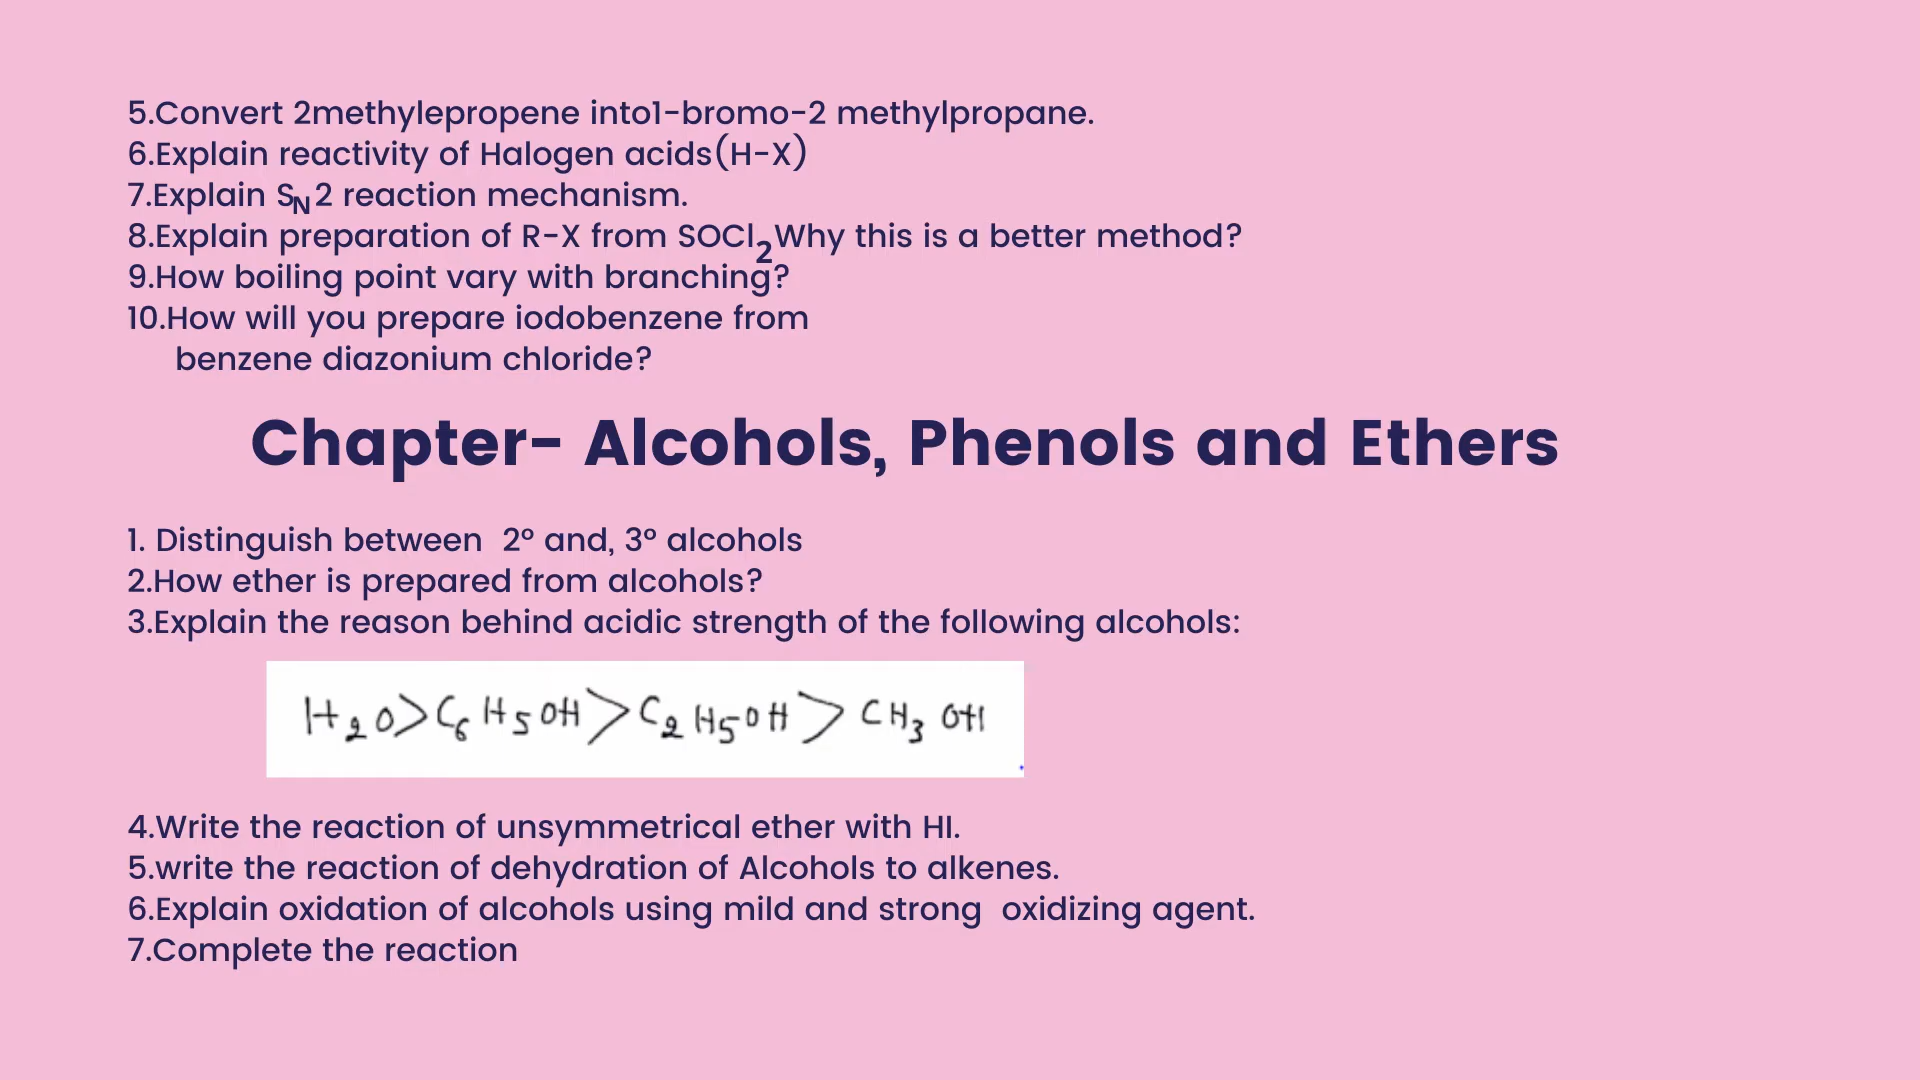 5.Convert 2methylepropene into1-bromo-2 methylpropane.
6.Explain reactivity of Halogen acids(H-X)
7.Explain SN2 reaction mechanism.
8.Explain preparation of R-X from SOCl2Why this is a better method?
9.How boiling point vary with branching?
10.How will you prepare iodobenzene from
benzene diazonium chloride?
Chapter- Alcohols, Phenols and Ethers
1. Distinguish between 2° and, 3° alcohols
2.How ether is prepared from alcohols?
3.Explain the reason behind acidic strength of the following alcohols:
H2O>C6H5OH>C2H5OH>CH3OH
4.Write the reaction of unsymmetrical ether with HI.
5.write the reaction of dehydration of Alcohols to alkenes.
6.Explain oxidation of alcohols using mild and strong oxidizing agent.
7.Complete the reaction